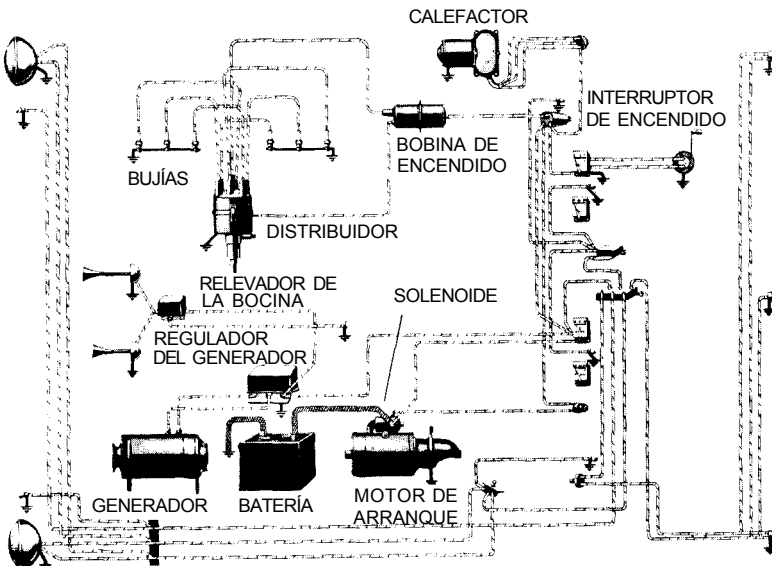 CALEFACTOR
INTERRUPTOR
DE ENCENDIDO
BOBINA DE
ENCENDIDO
BUJÍAS
DISTRIBUIDOR
RELEVADOR DE
LA BOCINA
SOLENOIDE
REGULADOR
DEL GENERADOR
GENERADOR
BATERÍA
MOTOR DE
ARRANQUE